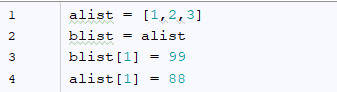 1 alist = [1,2,3]
2 blist = alist
3 blist[1] = 99
4 alist[1] = 88